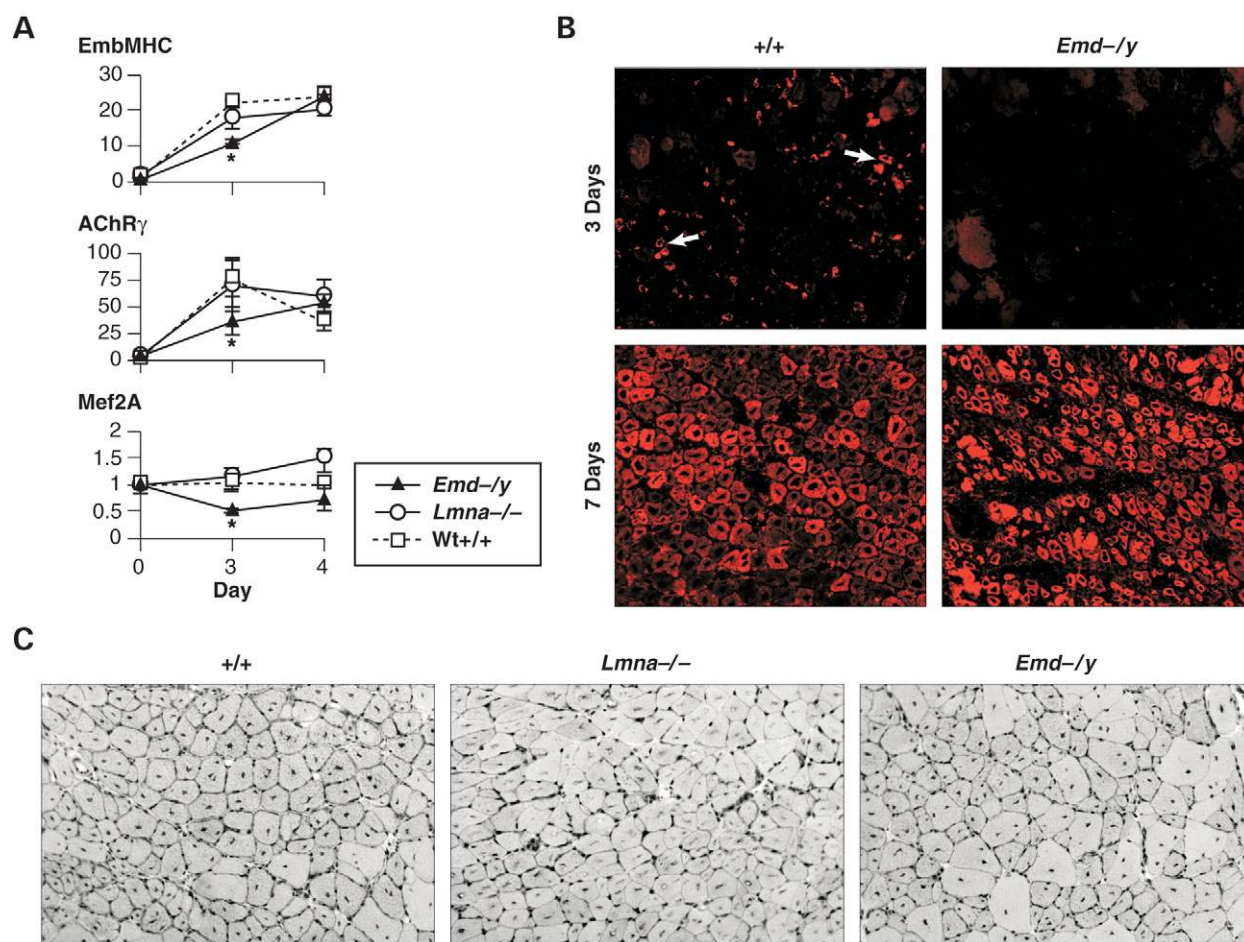 A
EmbMHC
30
20
10
0
AChRγ
100
75
50
25
0
Mef2A
2
1.5
1
0.5
0
*
*
*
0 3 4
Day
Emd–/y
Lmna–/–
Wt+/+
B
+/+ Emd–/y
3 Days
7 Days
C
+/+ Lmna–/– Emd–/y